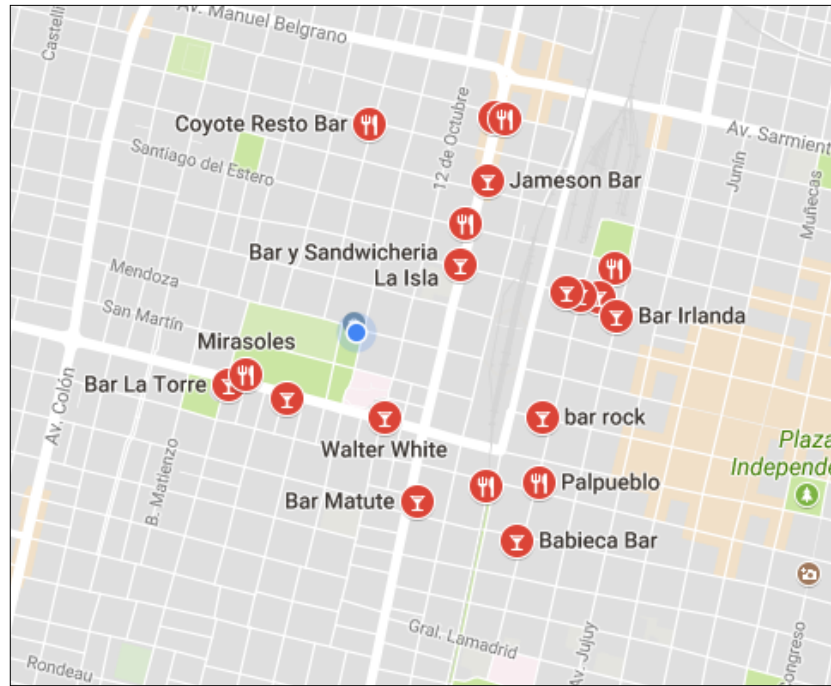 Castelli
Av. Manuel Belgrano
Coyote Resto Bar
12 de Octubre
Av. Sarmient
Santiago del Estero
Junín
Jameson Bar
Muñecas
Bar y Sandwicheria
La Isla
Mendoza
San Martín
Bar Irlanda
Mirasoles
Bar La Torre
Av. Colón
bar rock
Walter White
Plaza
Independe
B. Matienzo
Palpueblo
Bar Matute
Babieca Bar
Gral. Lamadrid
Av. Jujuy
Congreso
Rondeau